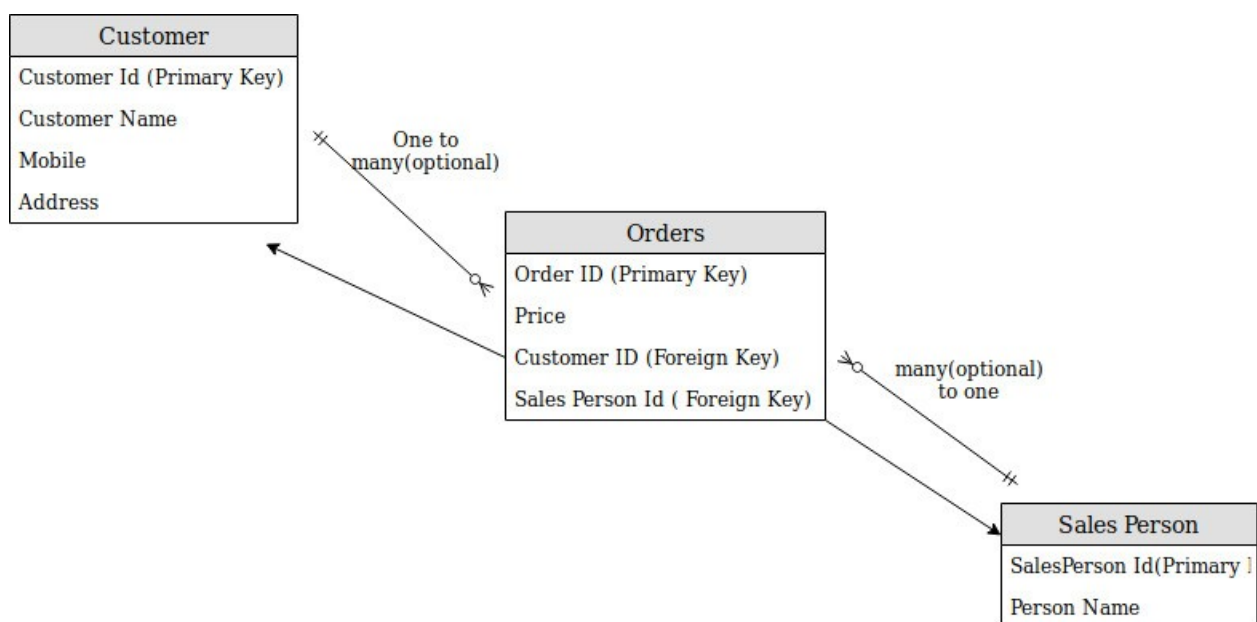 Customer
Customer Id (Primary Key)
Customer Name
Mobile
Address
One to
many(optional)
Orders
Order ID (Primary Key)
Price
Customer ID (Foreign Key)
Sales Person Id ( Foreign Key)
many(optional)
to one
Sales Person
SalesPerson Id(Primary
Person Name